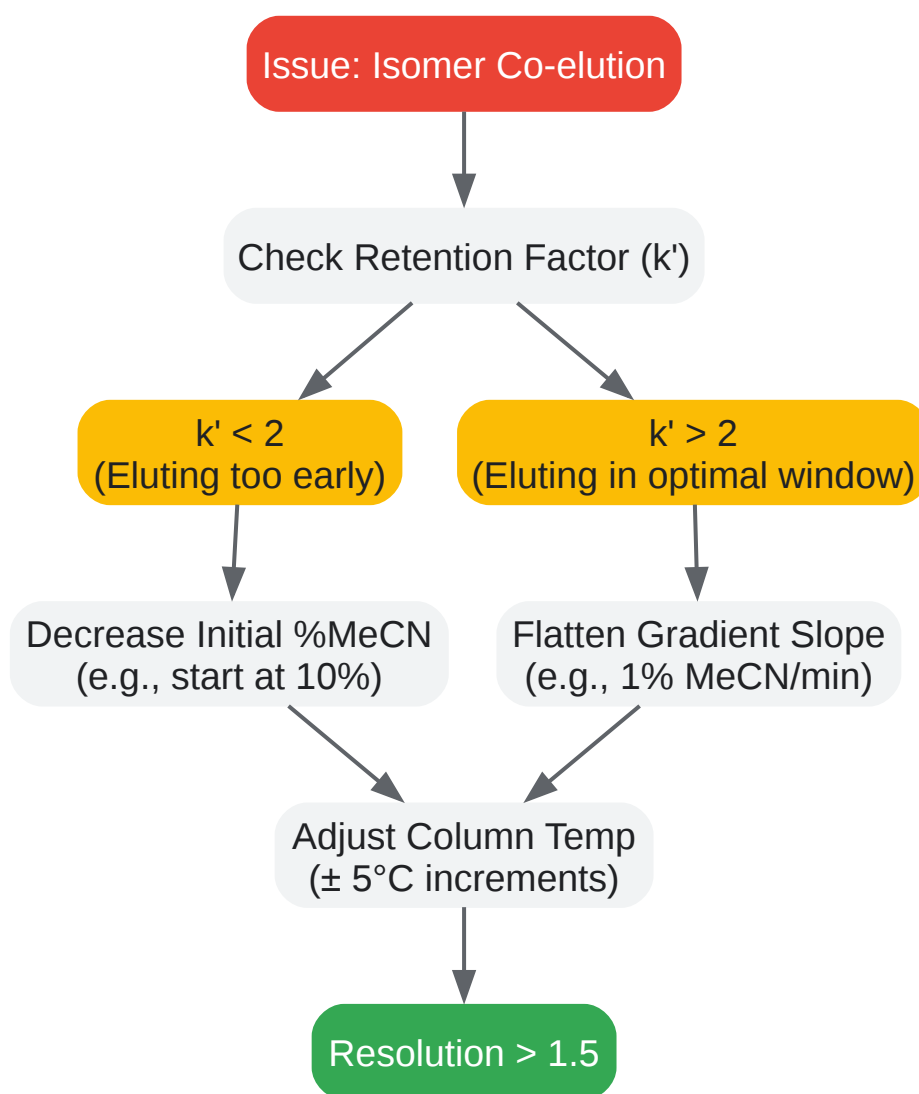 Issue: Isomer Co-elution
Check Retention Factor (k')
k' < 2
(Eluting too early)
k' > 2
(Eluting in optimal window)
Decrease Initial %MeCN
(e.g., start at 10%)
Flatten Gradient Slope
(e.g., 1% MeCN/min)
Adjust Column Temp
(± 5°C increments)
Resolution > 1.5